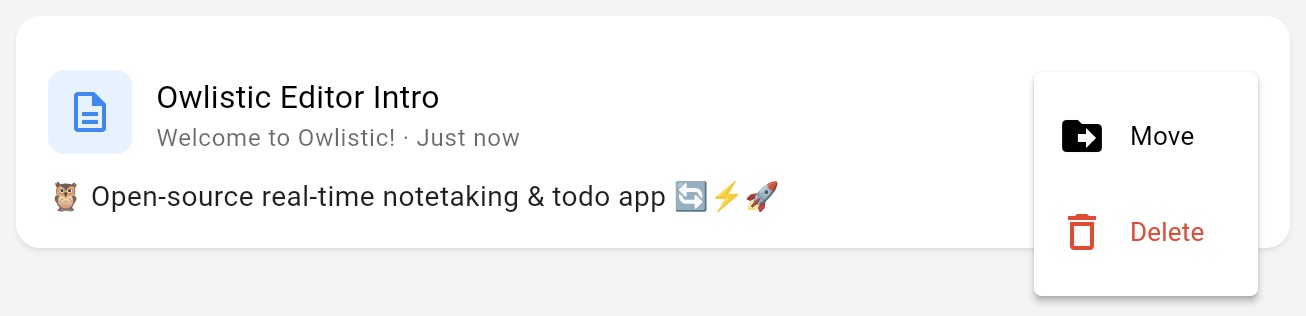 Owlistic Editor Intro
Welcome to Owlistic! · Just now
🦉 Open-source real-time notetaking & todo app 🔄⚡🚀
Move
Delete